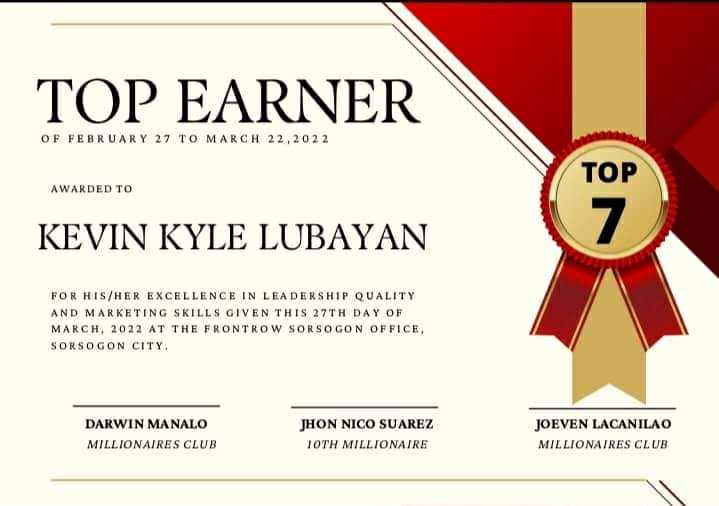 TOP EARNER
OF FEBRUARY 27 TO MARCH 22,2022
AWARDED TO
KEVIN KYLE LUBAYAN
FOR HIS/HER EXCELLENCE IN LEADERSHIP QUALITY
AND MARKETING SKILLS GIVEN THIS 27TH DAY OF
MARCH, 2022 AT THE FRONTROW SORSOGON OFFICE,
SORSOGON CITY.
TOP
7
DARWIN MANALO
MILLIONAIRES CLUB
JHON NICO SUAREZ
10TH MILLIONAIRE
JOEVEN LACANILAO
MILLIONAIRES CLUB